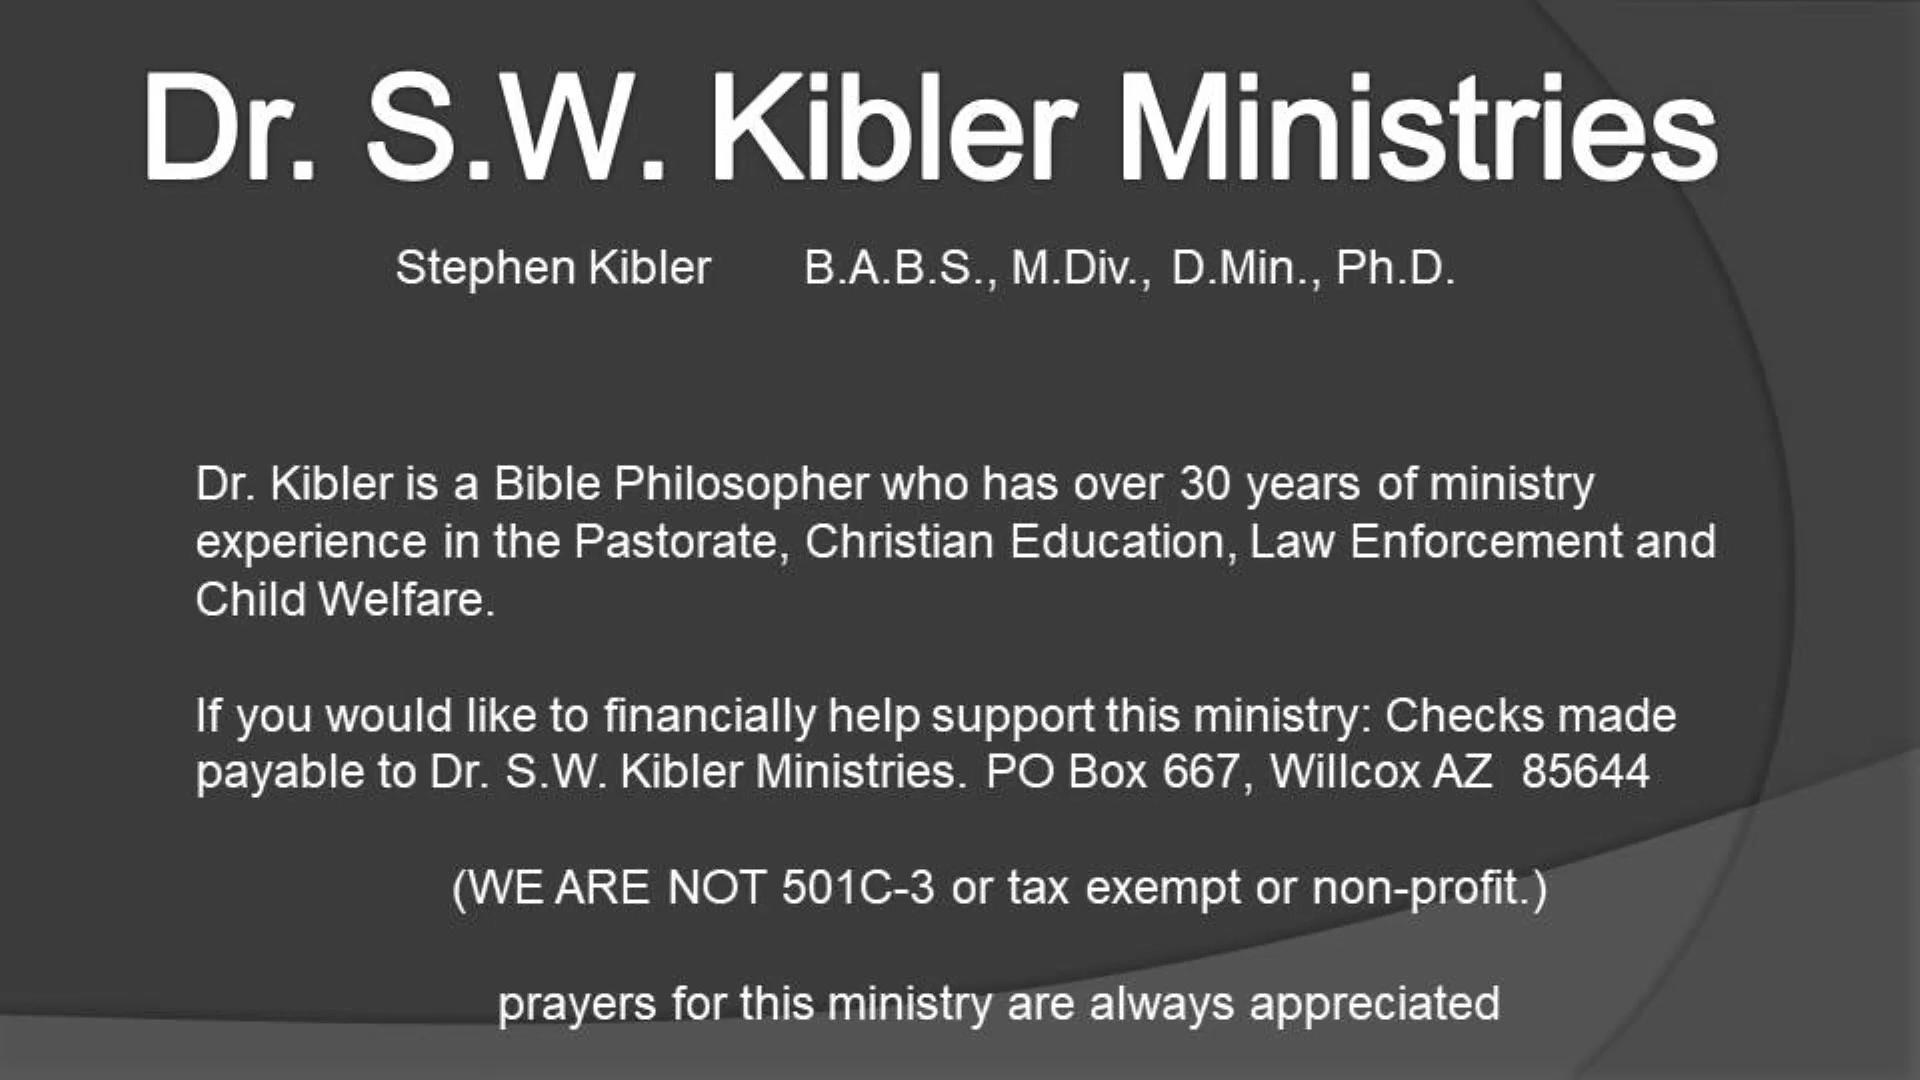 Dr. S.W. Kibler Ministries
Stephen Kibler B.A.B.S., M.Div., D.Min., Ph.D.
Dr. Kibler is a Bible Philosopher who has over 30 years of ministry
experience in the Pastorate, Christian Education, Law Enforcement and
Child Welfare.
If you would like to financially help support this ministry: Checks made
payable to Dr. S.W. Kibler Ministries. PO Box 667, Willcox AZ 85644
(WE ARE NOT 501C-3 or tax exempt or non-profit.)
prayers for this ministry are always appreciated